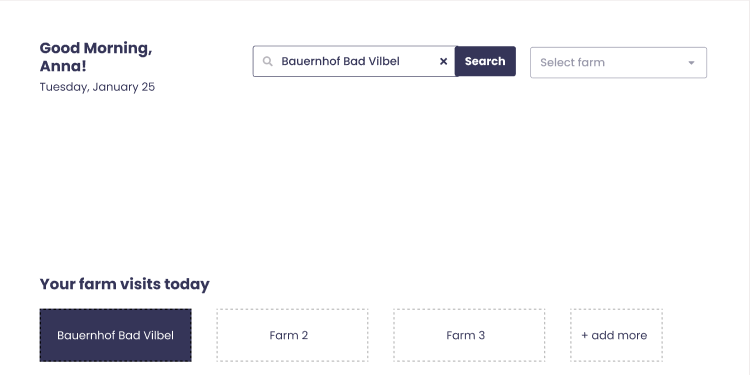 Good Morning,
Anna!
Tuesday, January 25
Bauernhof Bad Vilbel
Search
Select farm
Your farm visits today
Bauernhof Bad Vilbel
Farm 2
Farm 3
+ add more